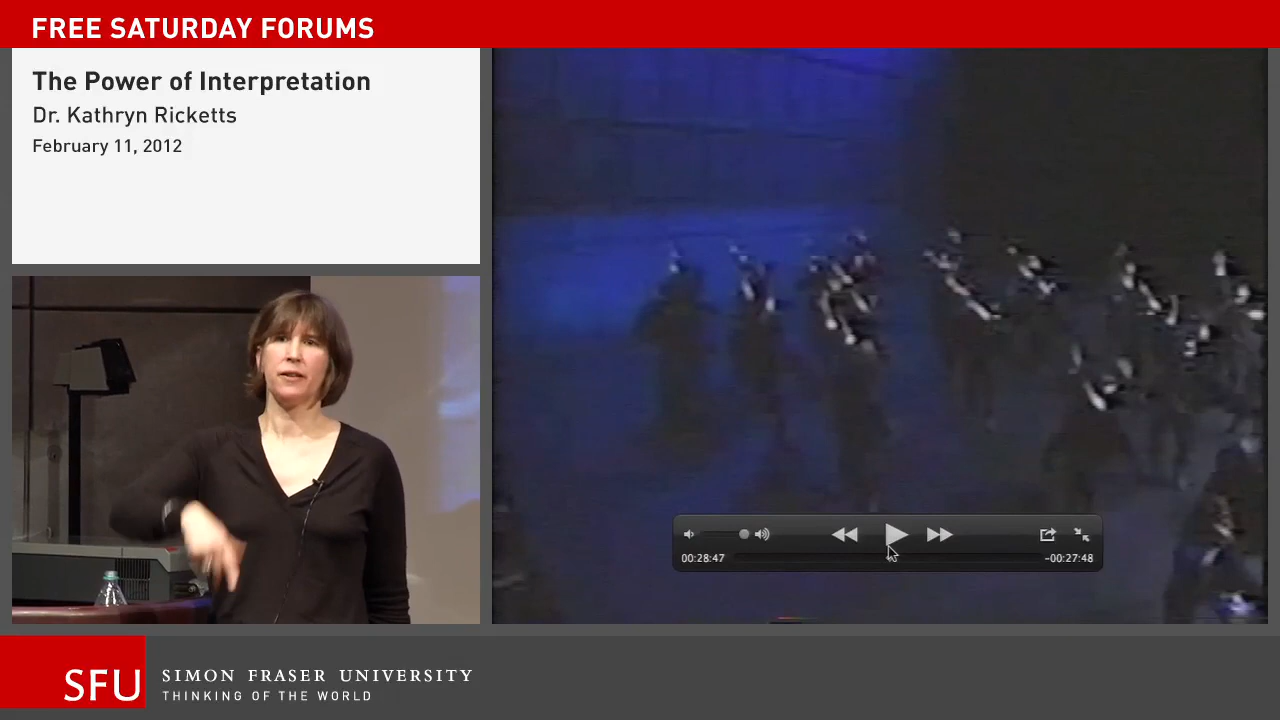 FREE SATURDAY FORUMS
The Power of Interpretation
Dr. Kathryn Ricketts
February 11, 2012
00:28:47
-00:27:48
SFU
SIMON FRASER UNIVERSITY
THINKING OF THE WORLD